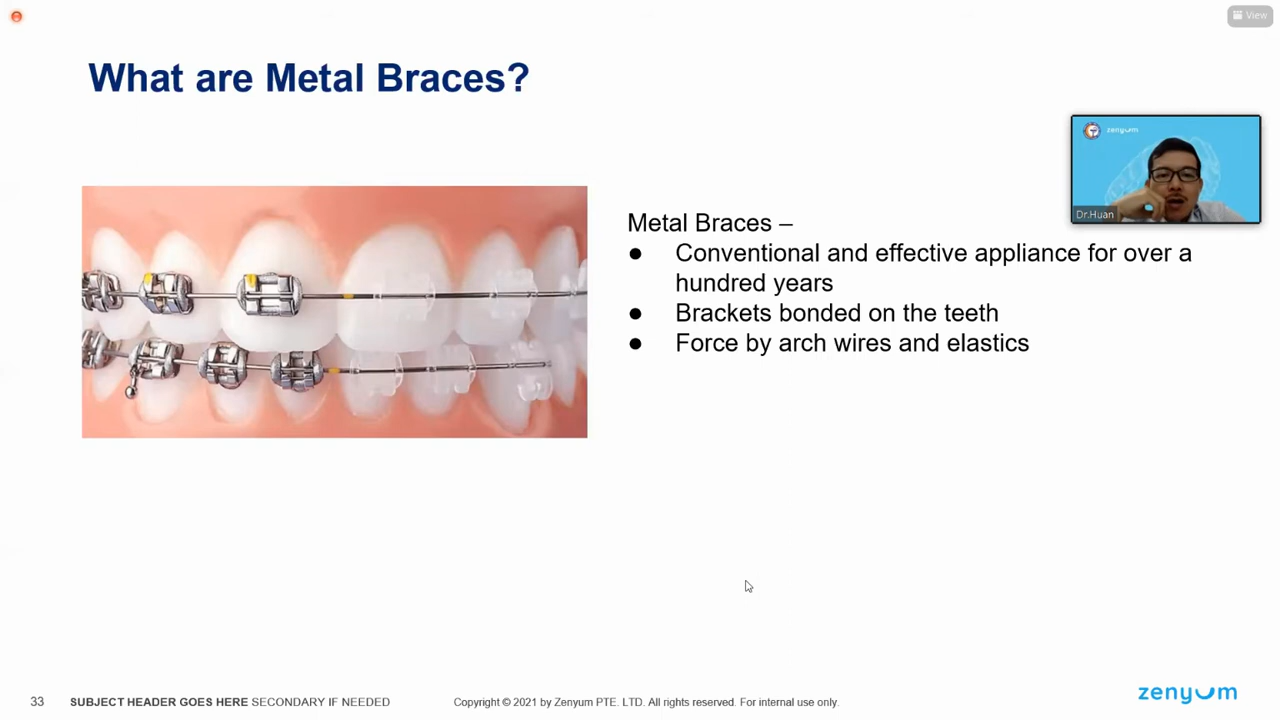 View
What are Metal Braces?
zenyum
Dr.Huan
Metal Braces –
● Conventional and effective appliance for over a
hundred years
● Brackets bonded on the teeth
● Force by arch wires and elastics
33 SUBJECT HEADER GOES HERE SECONDARY IF NEEDED Copyright © 2021 by Zenyum PTE. LTD. All rights reserved. For internal use only.
zenyum